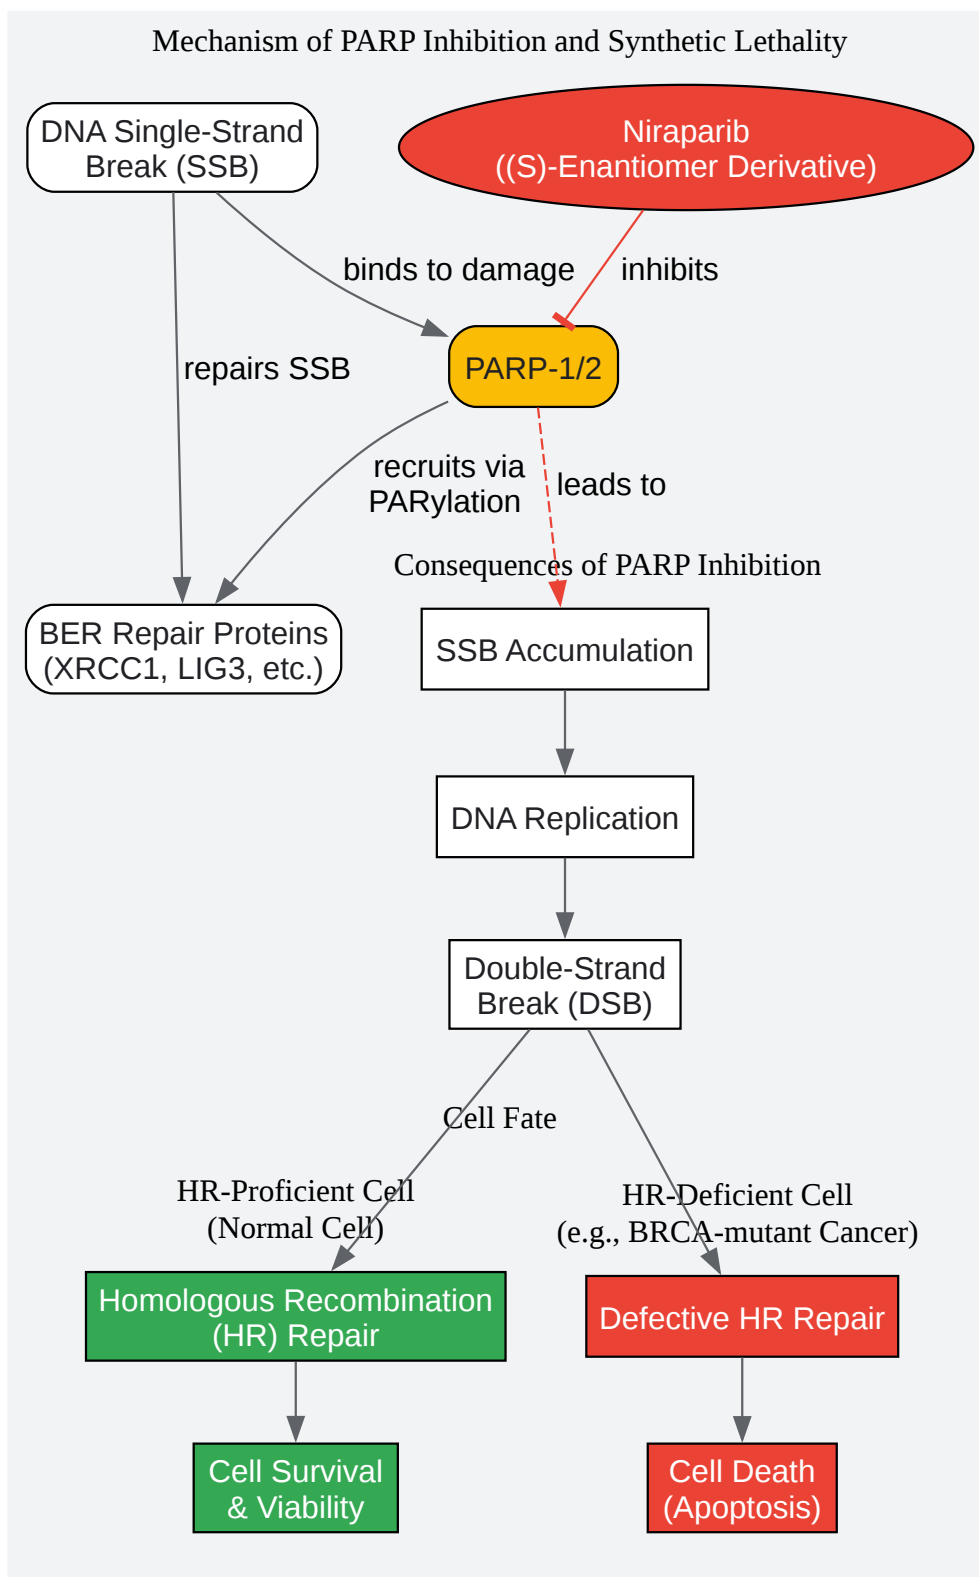 Mechanism of PARP Inhibition and Synthetic Lethality
DNA Single-Strand
Break (SSB)
Niraparib
((S)-Enantiomer Derivative)
binds to damage
inhibits
repairs SSB
PARP-1/2
recruits via
PARylation
leads to
Consequences of PARP Inhibition
BER Repair Proteins
(XRCC1, LIG3, etc.)
SSB Accumulation
DNA Replication
Double-Strand
Break (DSB)
Cell Fate
HR-Proficient Cell
(Normal Cell)
HR-Deficient Cell
(e.g., BRCA-mutant Cancer)
Homologous Recombination
(HR) Repair
Defective HR Repair
Cell Survival
& Viability
Cell Death
(Apoptosis)